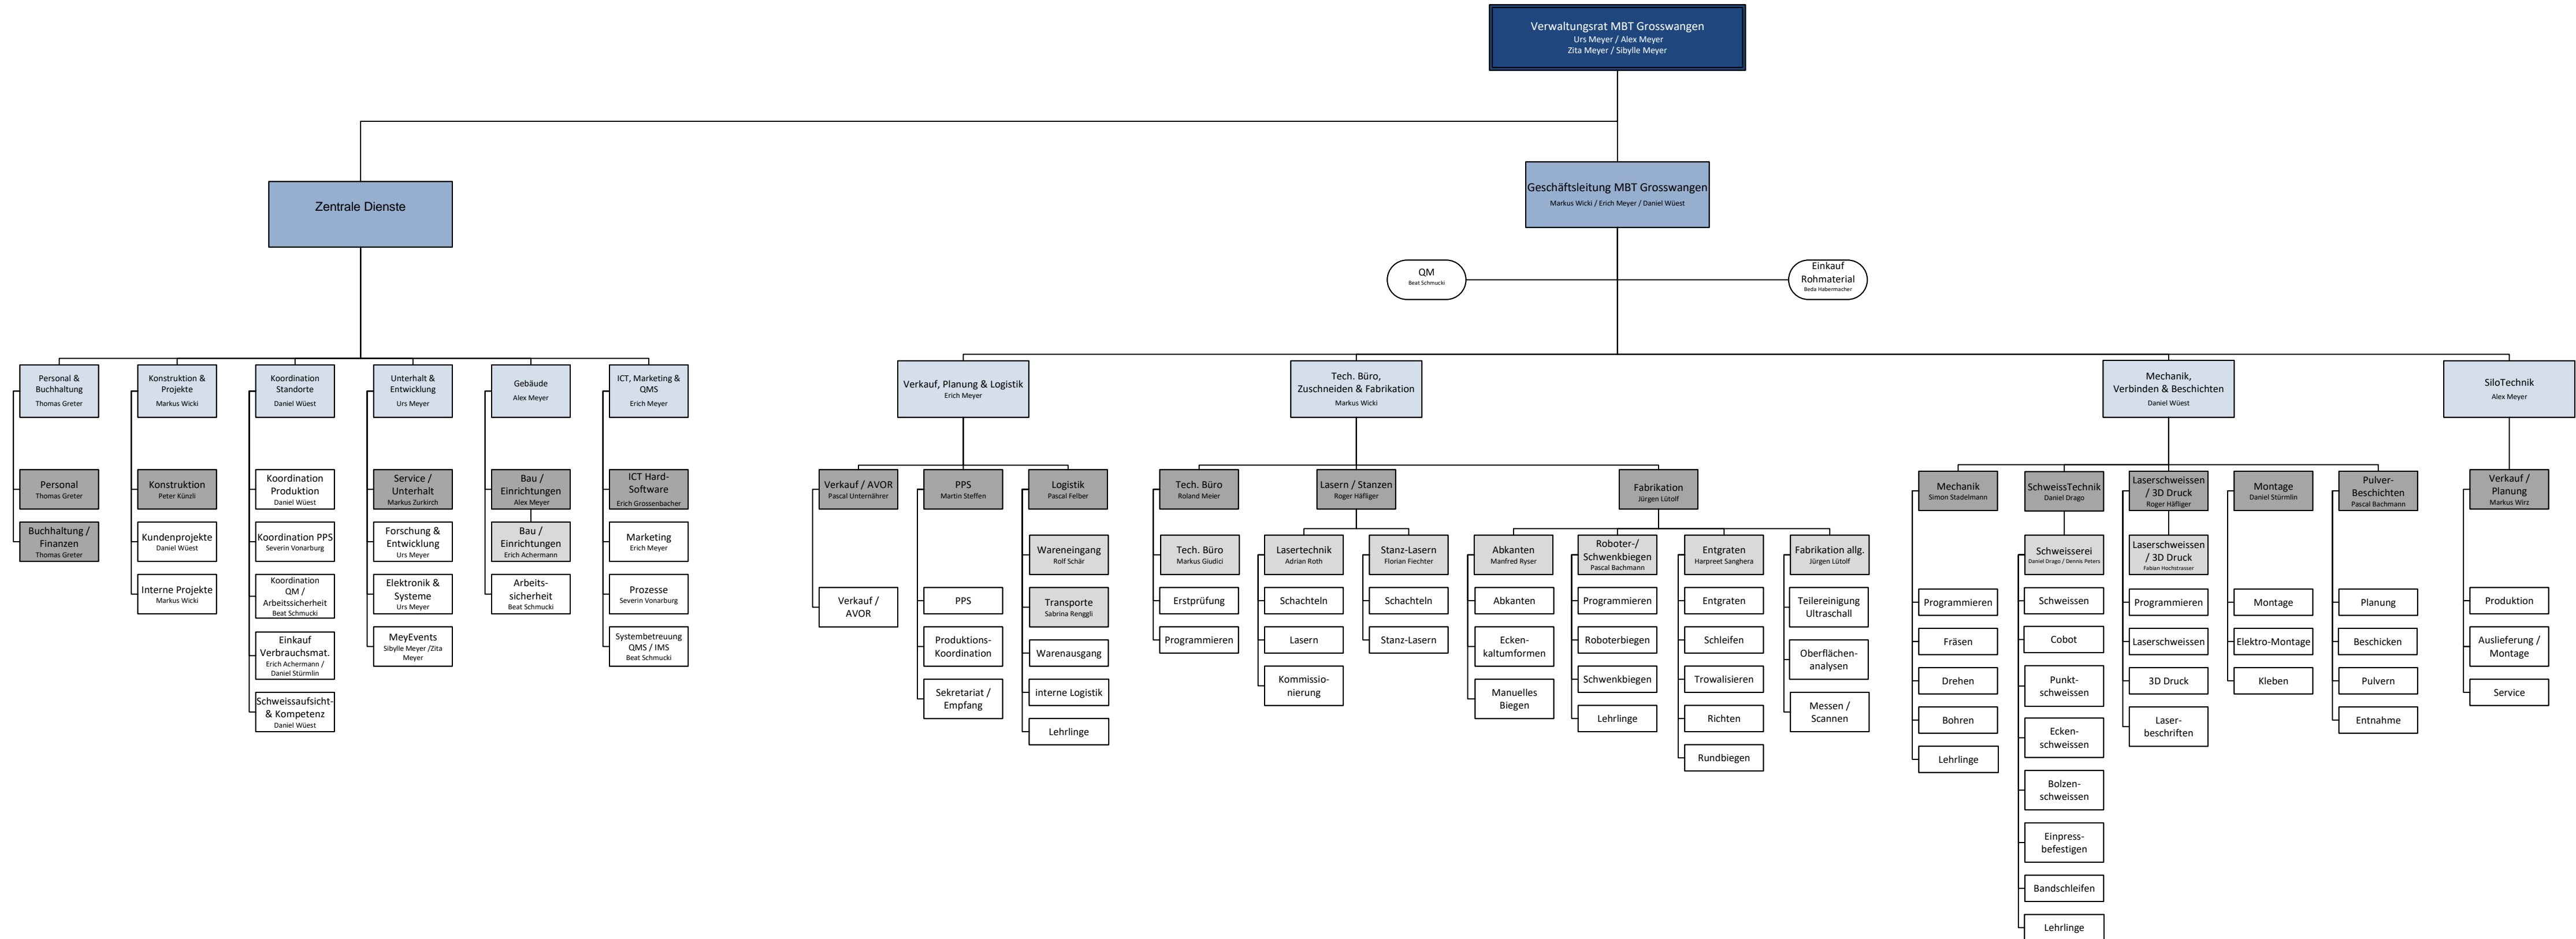 Verwaltungsrat MBT Grosswangen
Urs Meyer / Alex Meyer
Zita Meyer / Sibylle Meyer
Zentrale Dienste
Geschäftsleitung MBT Grosswangen
Markus Wicki / Erich Meyer / Daniel Wüest
QM
Beat Schmucki
Einkauf
Rohmaterial
Beda Habermacher
Personal &
Buchhaltung
Thomas Greter
Personal
Thomas Greter
Buchhaltung /
Finanzen
Thomas Greter
Konstruktion &
Projekte
Markus Wicki
Konstruktion
Peter Künzli
Kundenprojekte
Daniel Wüest
Interne Projekte
Markus Wicki
Koordination
Standorte
Daniel Wüest
Koordination
Produktion
Daniel Wüest
Koordination PPS
Severin Vonarburg
Koordination
QM /
Arbeitssicherheit
Beat Schmucki
Einkauf
Verbrauchsmat.
Erich Achermann /
Daniel Stürmlin
Schweissaufsicht-
& Kompetenz
Daniel Wüest
Unterhalt &
Entwicklung
Urs Meyer
Service /
Unterhalt
Markus Zurkirch
Forschung &
Entwicklung
Urs Meyer
Elektronik &
Systeme
Urs Meyer
MeyEvents
Sibylle Meyer /Zita
Meyer
Gebäude
Alex Meyer
Bau /
Einrichtungen
Alex Meyer
Bau /
Einrichtungen
Erich Achermann
Arbeits-
sicherheit
Beat Schmucki
ICT, Marketing &
QMS
Erich Meyer
ICT Hard-
Software
Erich Grossenbacher
Marketing
Erich Meyer
Prozesse
Severin Vonarburg
Systembetreuung
QMS / IMS
Beat Schmucki
Verkauf, Planung & Logistik
Erich Meyer
Verkauf / AVOR
Pascal Unternährer
Verkauf /
AVOR
PPS
Martin Steffen
PPS
Produktions-
Koordination
Sekretariat /
Empfang
Logistik
Pascal Felber
Wareneingang
Rolf Schär
Transporte
Sabrina Renggli
Warenausgang
interne Logistik
Lehrlinge
Tech. Büro,
Zuschneiden & Fabrikation
Markus Wicki
Tech. Büro
Roland Meier
Tech. Büro
Markus Giudici
Erstprüfung
Programmieren
Lasern / Stanzen
Roger Häfliger
Lasertechnik
Adrian Roth
Schachteln
Lasern
Kommissio-
nierung
Stanz-Lasern
Florian Fiechter
Schachteln
Stanz-Lasern
Fabrikation
Jürgen Lütolf
Abkanten
Manfred Ryser
Abkanten
Ecken-
kaltumformen
Manuelles
Biegen
Roboter-/
Schwenkbiegen
Pascal Bachmann
Programmieren
Roboterbiegen
Schwenkbiegen
Lehrlinge
Entgraten
Harpreet Sanghera
Entgraten
Schleifen
Trowalisieren
Richten
Rundbiegen
Fabrikation allg.
Jürgen Lütolf
Teilereinigung
Ultraschall
Oberflächen-
analysen
Messen /
Scannen
Mechanik,
Verbinden & Beschichten
Daniel Wüest
Mechanik
Simon Stadelmann
Programmieren
Fräsen
Drehen
Bohren
Lehrlinge
SchweissTechnik
Daniel Drago
Schweisserei
Daniel Drago / Dennis Peters
Schweissen
Cobot
Punkt-
schweissen
Ecken-
schweissen
Bolzen-
schweissen
Einpress-
befestigen
Bandschleifen
Lehrlinge
Laserschweissen
/ 3D Druck
Roger Häfliger
Laserschweissen
/ 3D Druck
Fabian Hochstrasser
Programmieren
Laserschweissen
3D Druck
Laser-
beschriften
Montage
Daniel Stürmlin
Montage
Elektro-Montage
Kleben
Pulver-
Beschichten
Pascal Bachmann
Planung
Beschicken
Pulvern
Entnahme
SiloTechnik
Alex Meyer
Verkauf /
Planung
Markus Wirz
Produktion
Auslieferung /
Montage
Service